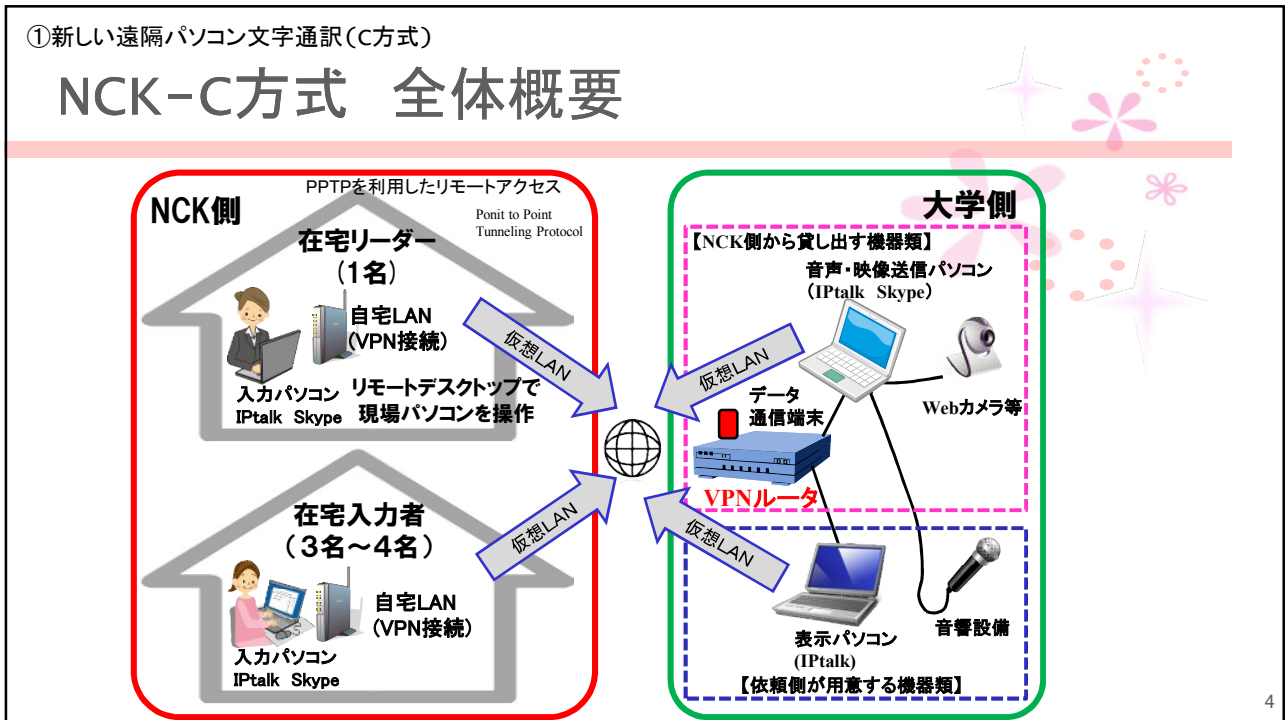 ①新しい遠隔パソコン文字通訳(C方式)
NCK-C方式　全体概要
PPTPを利用したリモートアクセス
NCK側
Ponit to Point
Tunneling Protocol
在宅リーダー
(1名)
自宅LAN
(VPN接続)
入力パソコン
IPtalk Skype
リモートデスクトップで
現場パソコンを操作
仮想LAN
在宅入力者
(3名～4名)
自宅LAN
(VPN接続)
入力パソコン
IPtalk Skype
仮想LAN
大学側
【NCK側から貸し出す機器類】
音声・映像送信パソコン
(IPtalk Skype)
仮想LAN
データ
通信端末
Webカメラ等
VPNルータ
仮想LAN
表示パソコン
(IPtalk)
音響設備
【依頼側が用意する機器類】
4